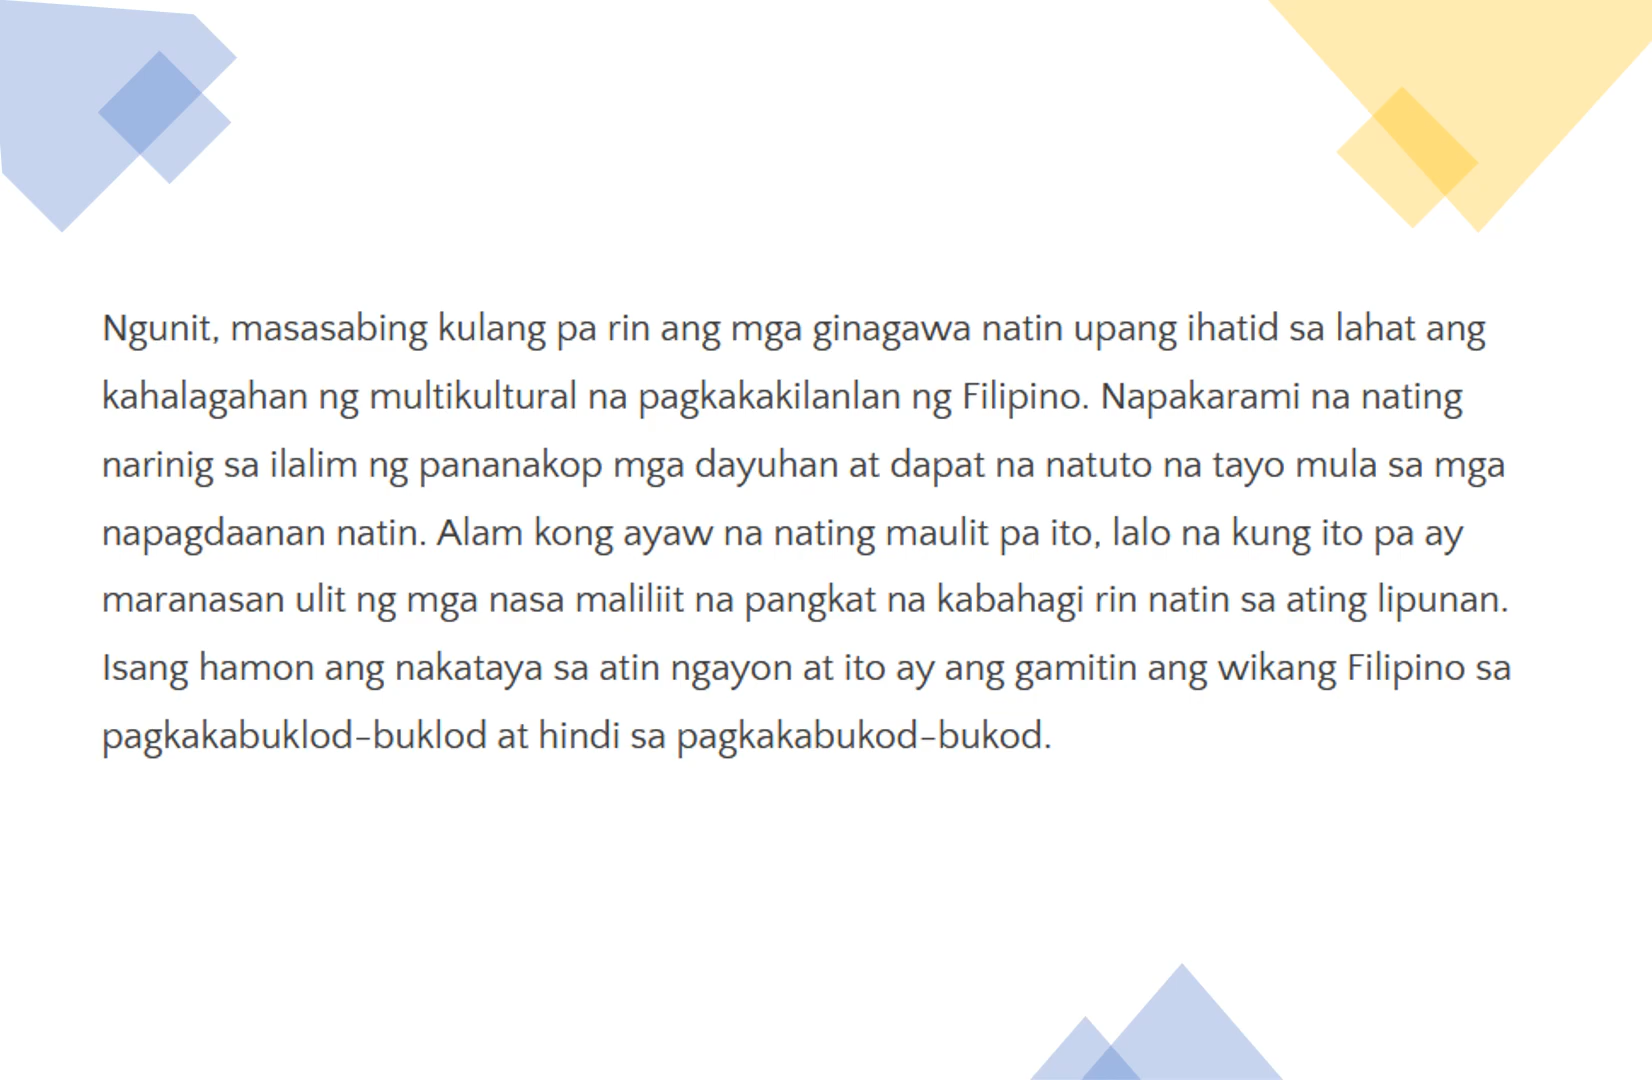 Ngunit, masasabing kulang pa rin ang mga ginagawa natin upang ihatid sa lahat ang
kahalagahan ng multikultural na pagkakakilanlan ng Filipino. Napakarami na nating
narinig sa ilalim ng pananakop mga dayuhan at dapat na natuto na tayo mula sa mga
napagdaanan natin. Alam kong ayaw na nating maulit pa ito, lalo na kung ito pa ay
maranasan ulit ng mga nasa maliliit na pangkat na kabahagi rin natin sa ating lipunan.
Isang hamon ang nakataya sa atin ngayon at ito ay ang gamitin ang wikang Filipino sa
pagkakabuklod-buklod at hindi sa pagkakabukod-bukod.